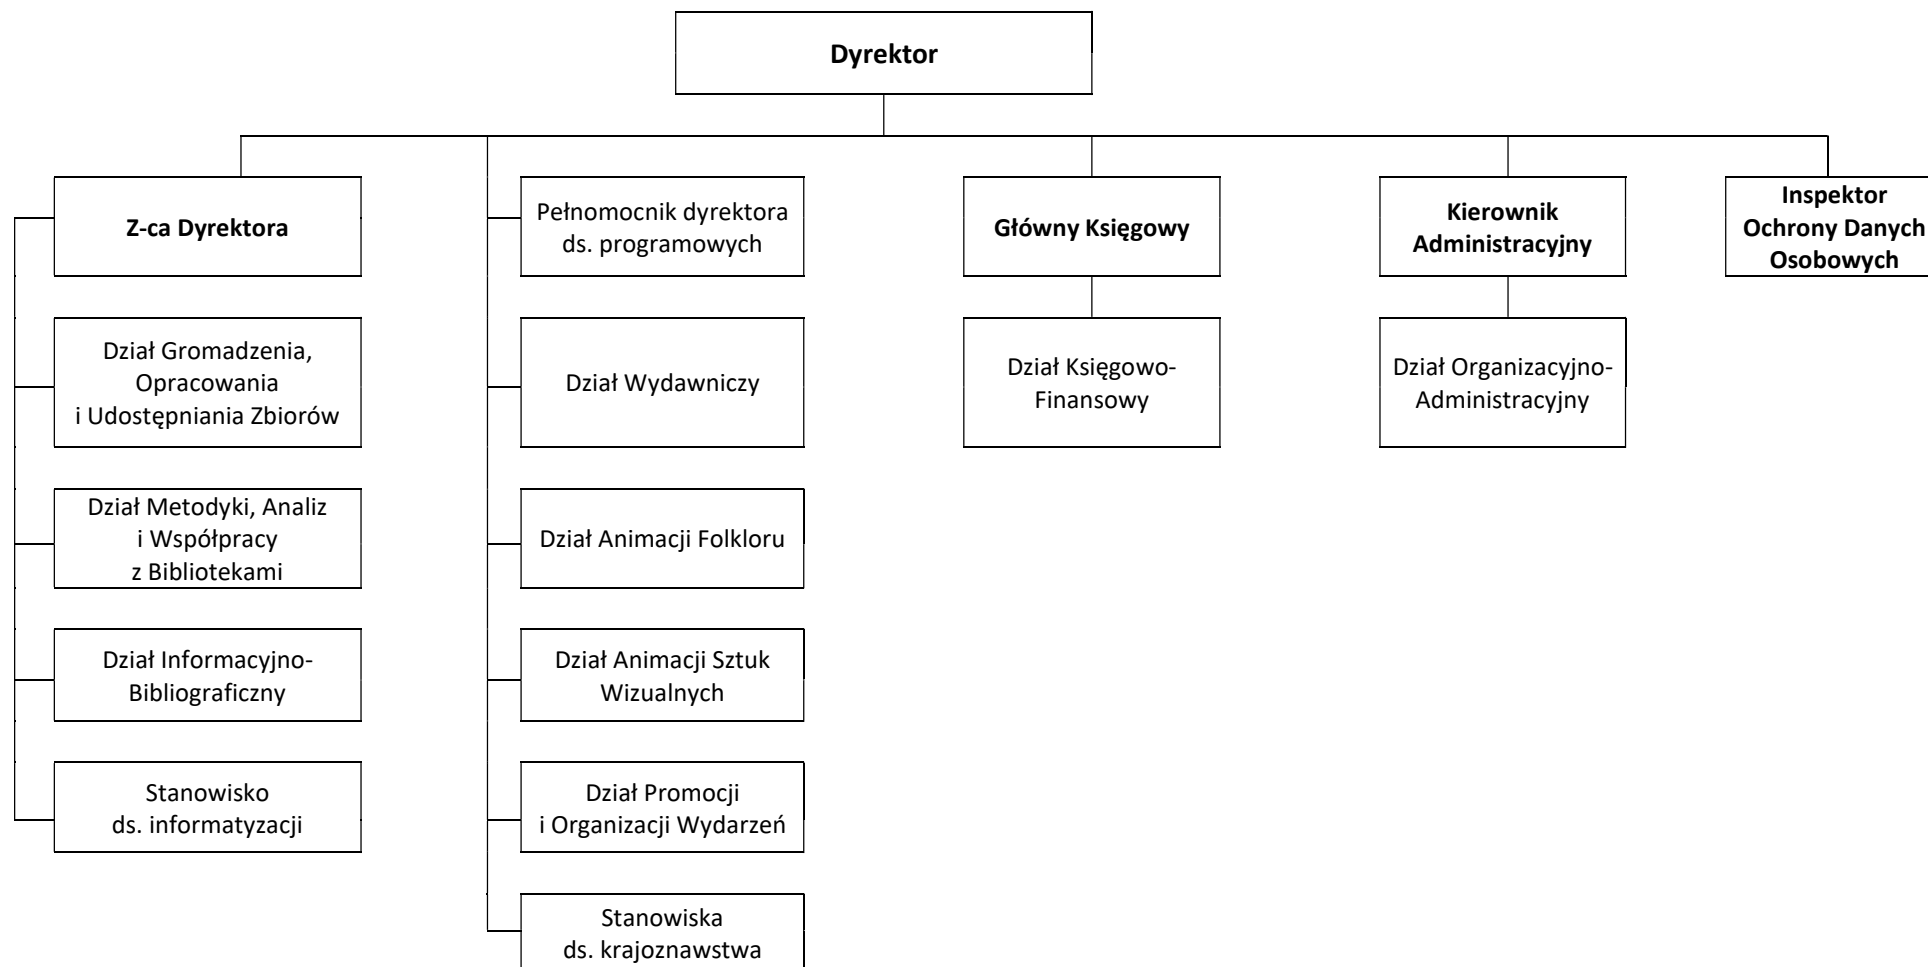 Dyrektor
Z-ca Dyrektora
Pełnomocnik dyrektora
ds. programowych
Główny Księgowy
Kierownik
Administracyjny
Inspektor
Ochrony Danych
Osobowych
Dział Gromadzenia,
Opracowania
i Udostępniania Zbiorów
Dział Wydawniczy
Dział Księgowo-
Finansowy
Dział Organizacyjno-
Administracyjny
Dział Metodyki, Analiz
i Współpracy
z Bibliotekami
Dział Animacji Folkloru
Dział Informacyjno-
Bibliograficzny
Dział Animacji Sztuk
Wizualnych
Stanowisko
ds. informatyzacji
Dział Promocji
i Organizacji Wydarzeń
Stanowiska
ds. krajoznawstwa